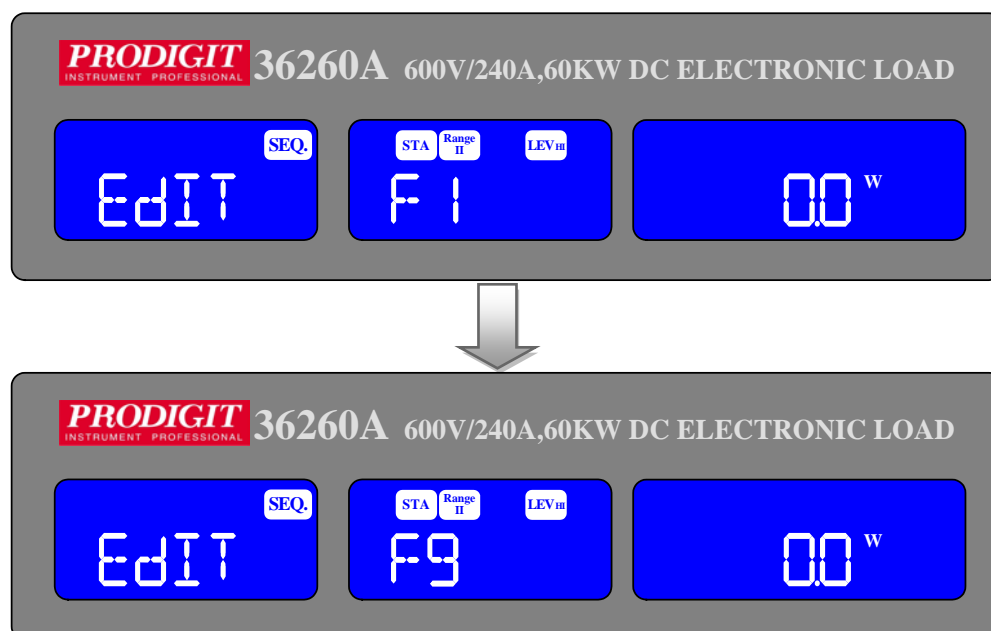 PRODIGIT
INSTRUMENT PROFESSIONAL
36260A 600V/240A,60KW DC ELECTRONIC LOAD
SEQ.
EdIT
STA Range II LEV HI
F1
0.0 W
PRODIGIT
INSTRUMENT PROFESSIONAL
36260A 600V/240A,60KW DC ELECTRONIC LOAD
SEQ.
EdIT
STA Range II LEV HI
F9
0.0 W